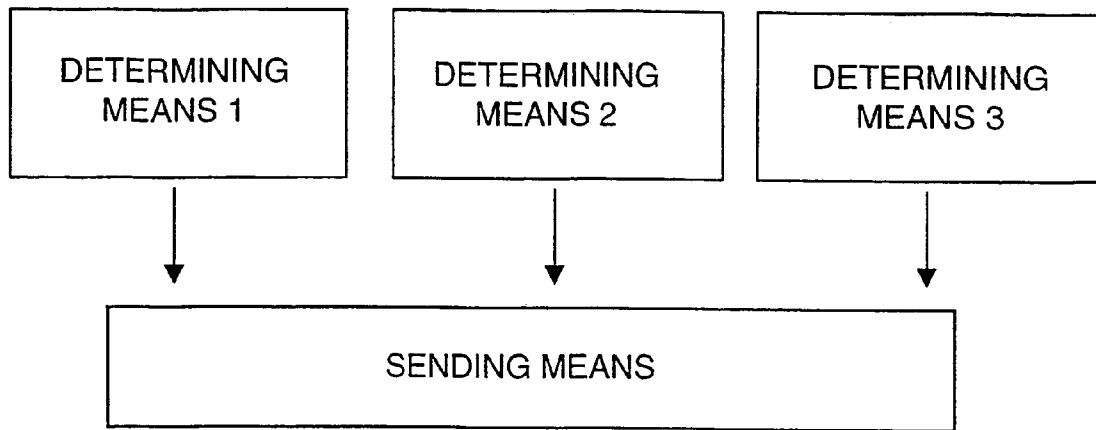 DETERMINING
MEANS 1
DETERMINING
MEANS 2
DETERMINING
MEANS 3
SENDING MEANS